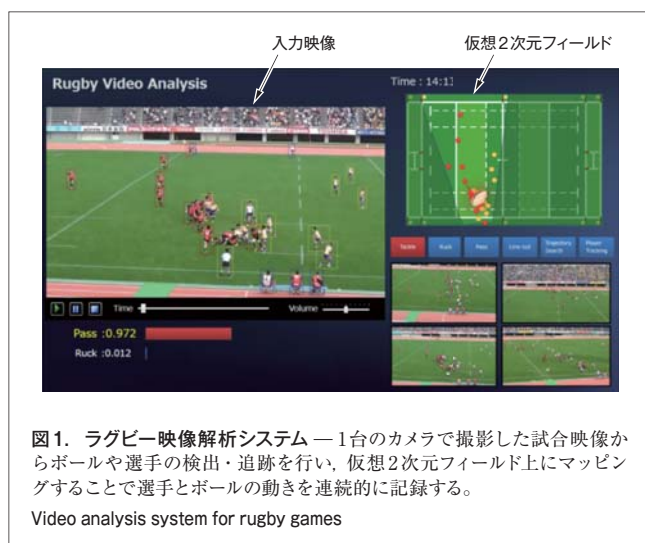 入力映像
仮想2次元フィールド
Rugby Video Analysis
Time : 14:13
Tackle
Ruck
Pass
Line out
Trajectory Search
Player Tracking
Time
Volume
Pass :0.972
Ruck :0.012
図1. ラグビー映像解析システム — 1台のカメラで撮影した試合映像か
らボールや選手の検出・追跡を行い, 仮想2次元フィールド上にマッピン
グすることで選手とボールの動きを連続的に記録する。
Video analysis system for rugby games